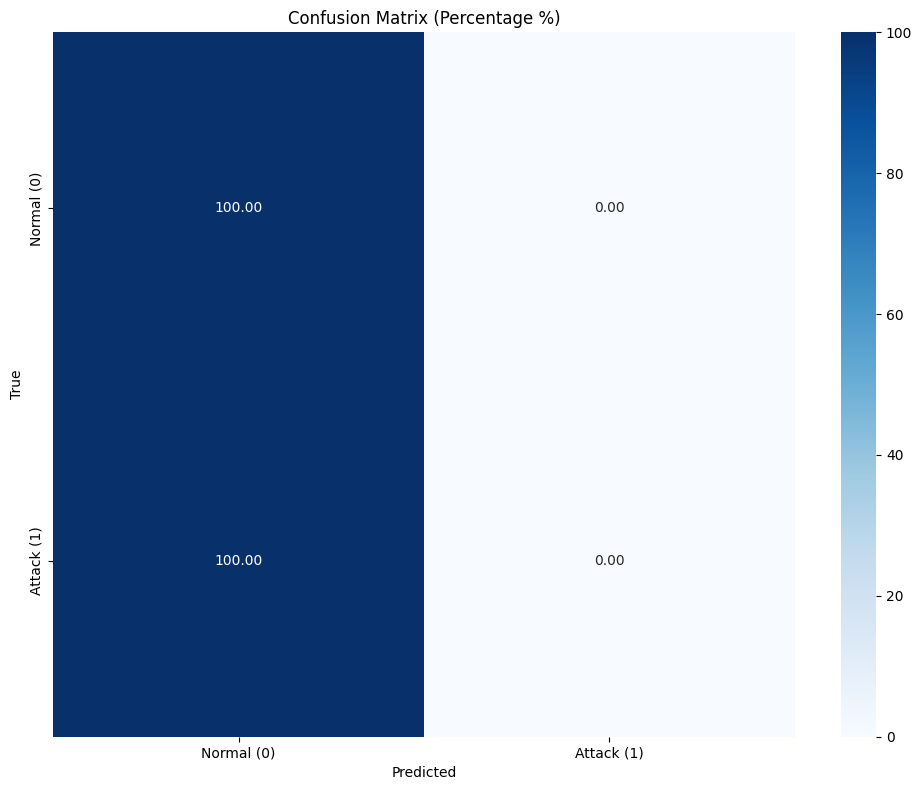 Confusion Matrix (Percentage %)
True
Normal (0)
100.00
0.00
Attack (1)
100.00
0.00
Normal (0)
Attack (1)
Predicted
100
80
60
40
20
0